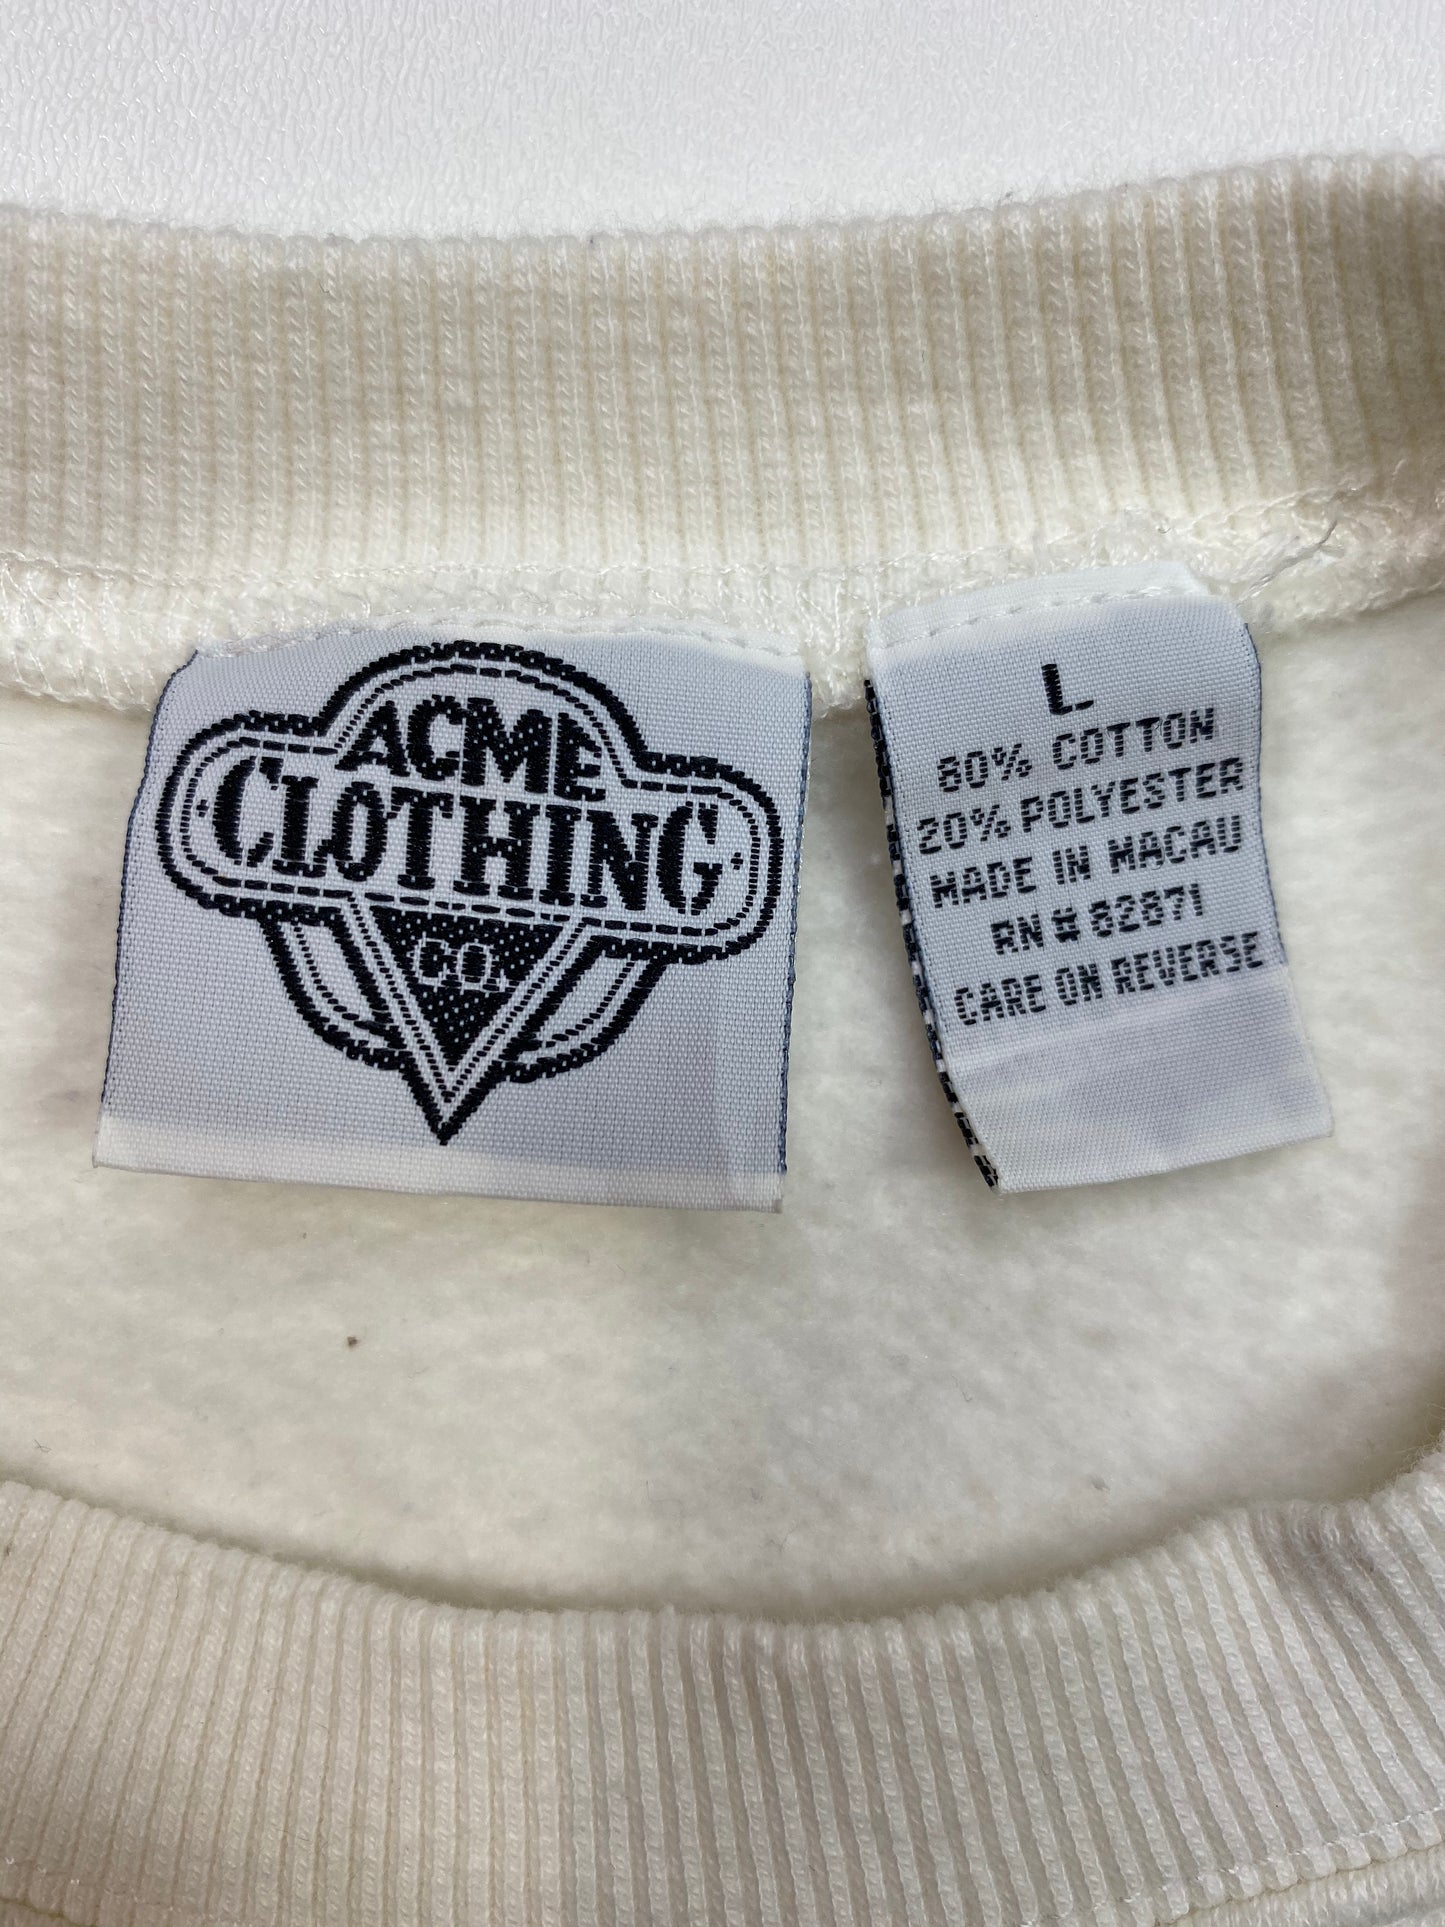 ACME
CLOTHING
CO.
L
80% COTTON
20% POLYESTER
MADE IN MACAU
RN # 82871
CARE ON REVERSE